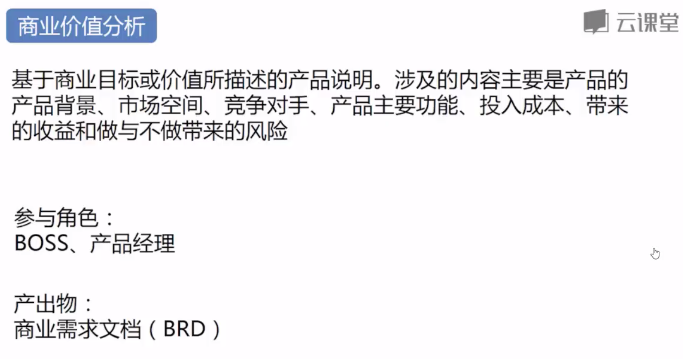 商业价值分析
云课堂
基于商业目标或价值所描述的产品说明。涉及的内容主要是产品的
产品背景、市场空间、竞争对手、产品主要功能、投入成本、带来
的收益和做与不做带来的风险
参与角色：
BOSS、产品经理
产出物：
商业需求文档（BRD）